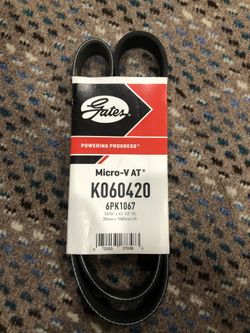 Gates
POWERING PROGRESS™
Micro-V AT®
K060420
6PK1067